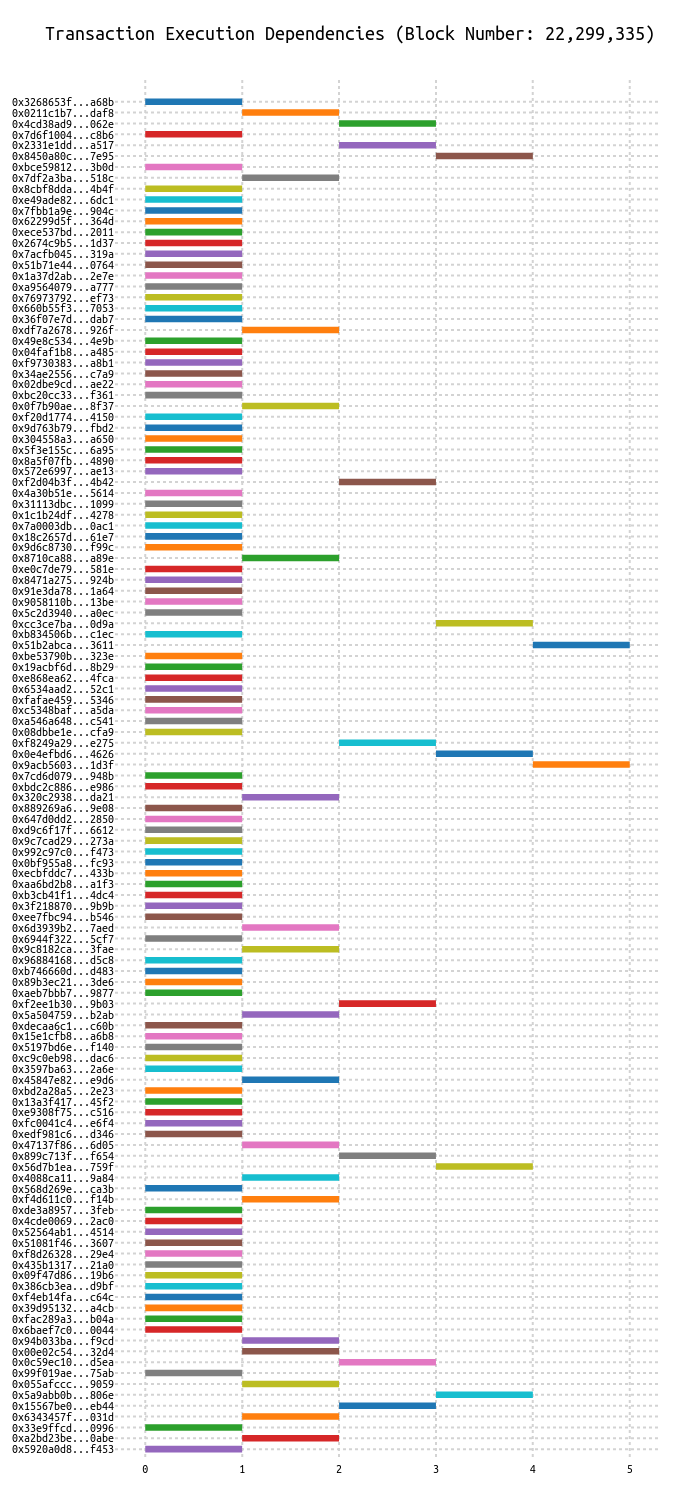 Transaction Execution Dependencies (Block Number: 22,299,335)
0x3268653f...a68b
0x0211c1b7...daf8
0x4cd38ad9...062e
0x7d6f1004...c8b6
0x2331e1dd...a517
0x8450a80c...7e95
0xbce59812...3b0d
0x7df2a3ba...518c
0x8cbf8dda...4b4f
0xe49ade82...6dc1
0x7fbb1a9e...904c
0x62299d5f...364d
0xece537bd...2011
0x2674c9b5...1d37
0x7acfb045...319a
0x51b71e44...0764
0x1a37d2ab...2e7e
0xa9564079...a777
0x76973792...ef73
0x660b55f3...7053
0x36f07e7d...dab7
0xdf7a2678...926f
0x49e8c534...4e9b
0x04faf1b8...a485
0xf9730383...a8b1
0x34ae2556...c7a9
0x02dbe9cd...ae22
0xbc20cc33...f361
0x0f7b90ae...8f37
0xf20d1774...4150
0x9d763b79...fbd2
0x304558a3...a650
0x5f3e155c...6a95
0x8a5f07fb...4890
0x572e6997...ae13
0xf2d04b3f...4b42
0x4a30b51e...5614
0x31113dbc...1099
0x1c1b24df...4278
0x7a0003db...0ac1
0x18c2657d...61e7
0x9d6c8730...f99c
0x8710ca88...a89e
0xe0c7de79...581e
0x8471a275...924b
0x91e3da78...1a64
0x9058110b...13be
0x5c2d3940...a0ec
0xcc3ce7ba...0d9a
0xb834506b...c1ec
0x51b2abca...3611
0xbe53790b...323e
0x19acbf6d...8b29
0xe868ea62...4fca
0x6534aad2...52c1
0xfafae459...5346
0xc5348baf...a5da
0xa546a648...c541
0x08dbbe1e...cfa9
0xf8249a29...e275
0x0e4efbd6...4626
0x9acb5603...1d3f
0x7cd6d079...948b
0xbdc2c886...e986
0x320c2938...da21
0x889269a6...9e08
0x647d0dd2...2850
0xd9c6f17f...6612
0x9c7cad29...273a
0x992c97c0...f473
0x0bf955a8...fc93
0xecbfddc7...433b
0xaa6bd2b8...a1f3
0xb3cb41f1...4dc4
0x3f218870...9b9b
0xee7fbc94...b546
0x6d3939b2...7aed
0x6944f322...5cf7
0x9c8182ca...3fae
0x96884168...d5c8
0xb746660d...d483
0x89b3ec21...3de6
0xaeb7bbb7...9877
0xf2ee1b30...9b03
0x5a504759...b2ab
0xdecaa6c1...c60b
0x15e1cfb8...a6b8
0x5197bd6e...f140
0xc9c0eb98...dac6
0x3597ba63...2a6e
0x45847e82...e9d6
0xbd2a28a5...2e23
0x13a3f417...45f2
0xe9308f75...c516
0xfc0041c4...e6f4
0xedf981c6...d346
0x47137f86...6d05
0x899c713f...f654
0x56d7b1ea...759f
0x4088ca11...9a84
0x568d269e...ca3b
0xf4d611c0...f14b
0xde3a8957...3feb
0x4cde0069...2ac0
0x52564ab1...4514
0x51081f46...3607
0xf8d26328...29e4
0x435b1317...21a0
0x09f47d86...19b6
0x386cb3ea...d9bf
0xf4eb14fa...c64c
0x39d95132...a4cb
0xfac289a3...b04a
0x6baef7c0...0044
0x94b033ba...f9cd
0x00e02c54...32d4
0x0c59ec10...d5ea
0x99f019ae...75ab
0x055afccc...9059
0x5a9abb0b...806e
0x15567be0...eb44
0x6343457f...031d
0x33e9ffcd...0996
0xa2bd23be...0abe
0x5920a0d8...f453
0 1 2 3 4 5